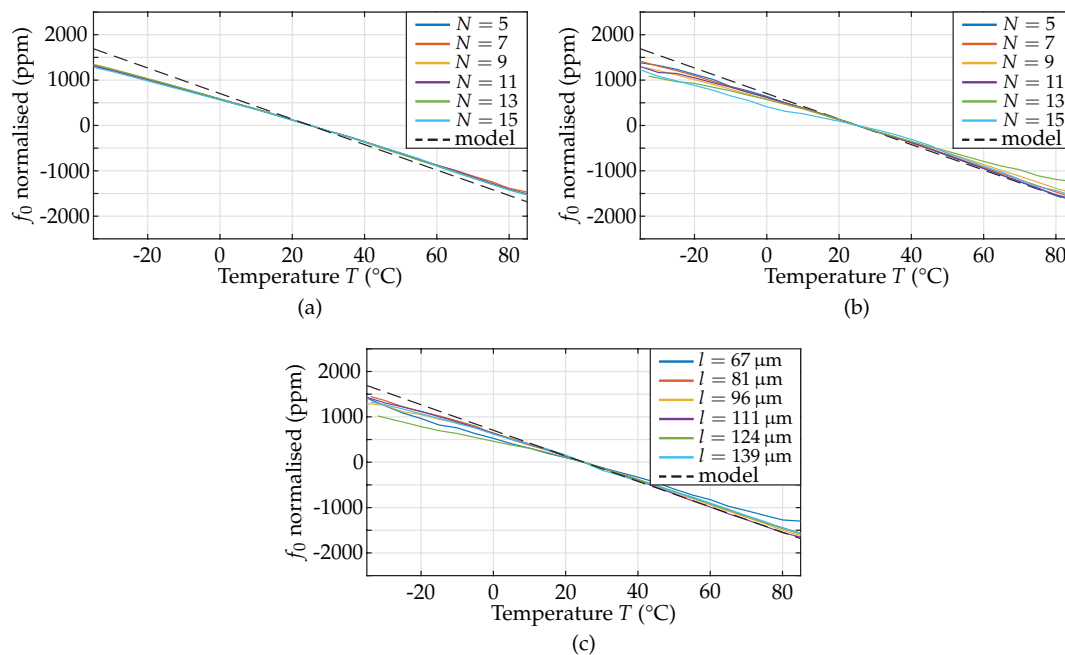 2000
1000
0
-1000
-2000
f₀ normalised (ppm)
-20 0 20 40 60 80
Temperature T (°C)
N = 5
N = 7
N = 9
N = 11
N = 13
N = 15
model
(a)
2000
1000
0
-1000
-2000
f₀ normalised (ppm)
-20 0 20 40 60 80
Temperature T (°C)
N = 5
N = 7
N = 9
N = 11
N = 13
N = 15
model
(b)
2000
1000
0
-1000
-2000
f₀ normalised (ppm)
-20 0 20 40 60 80
Temperature T (°C)
l = 67 µm
l = 81 µm
l = 96 µm
l = 111 µm
l = 124 µm
l = 139 µm
model
(c)